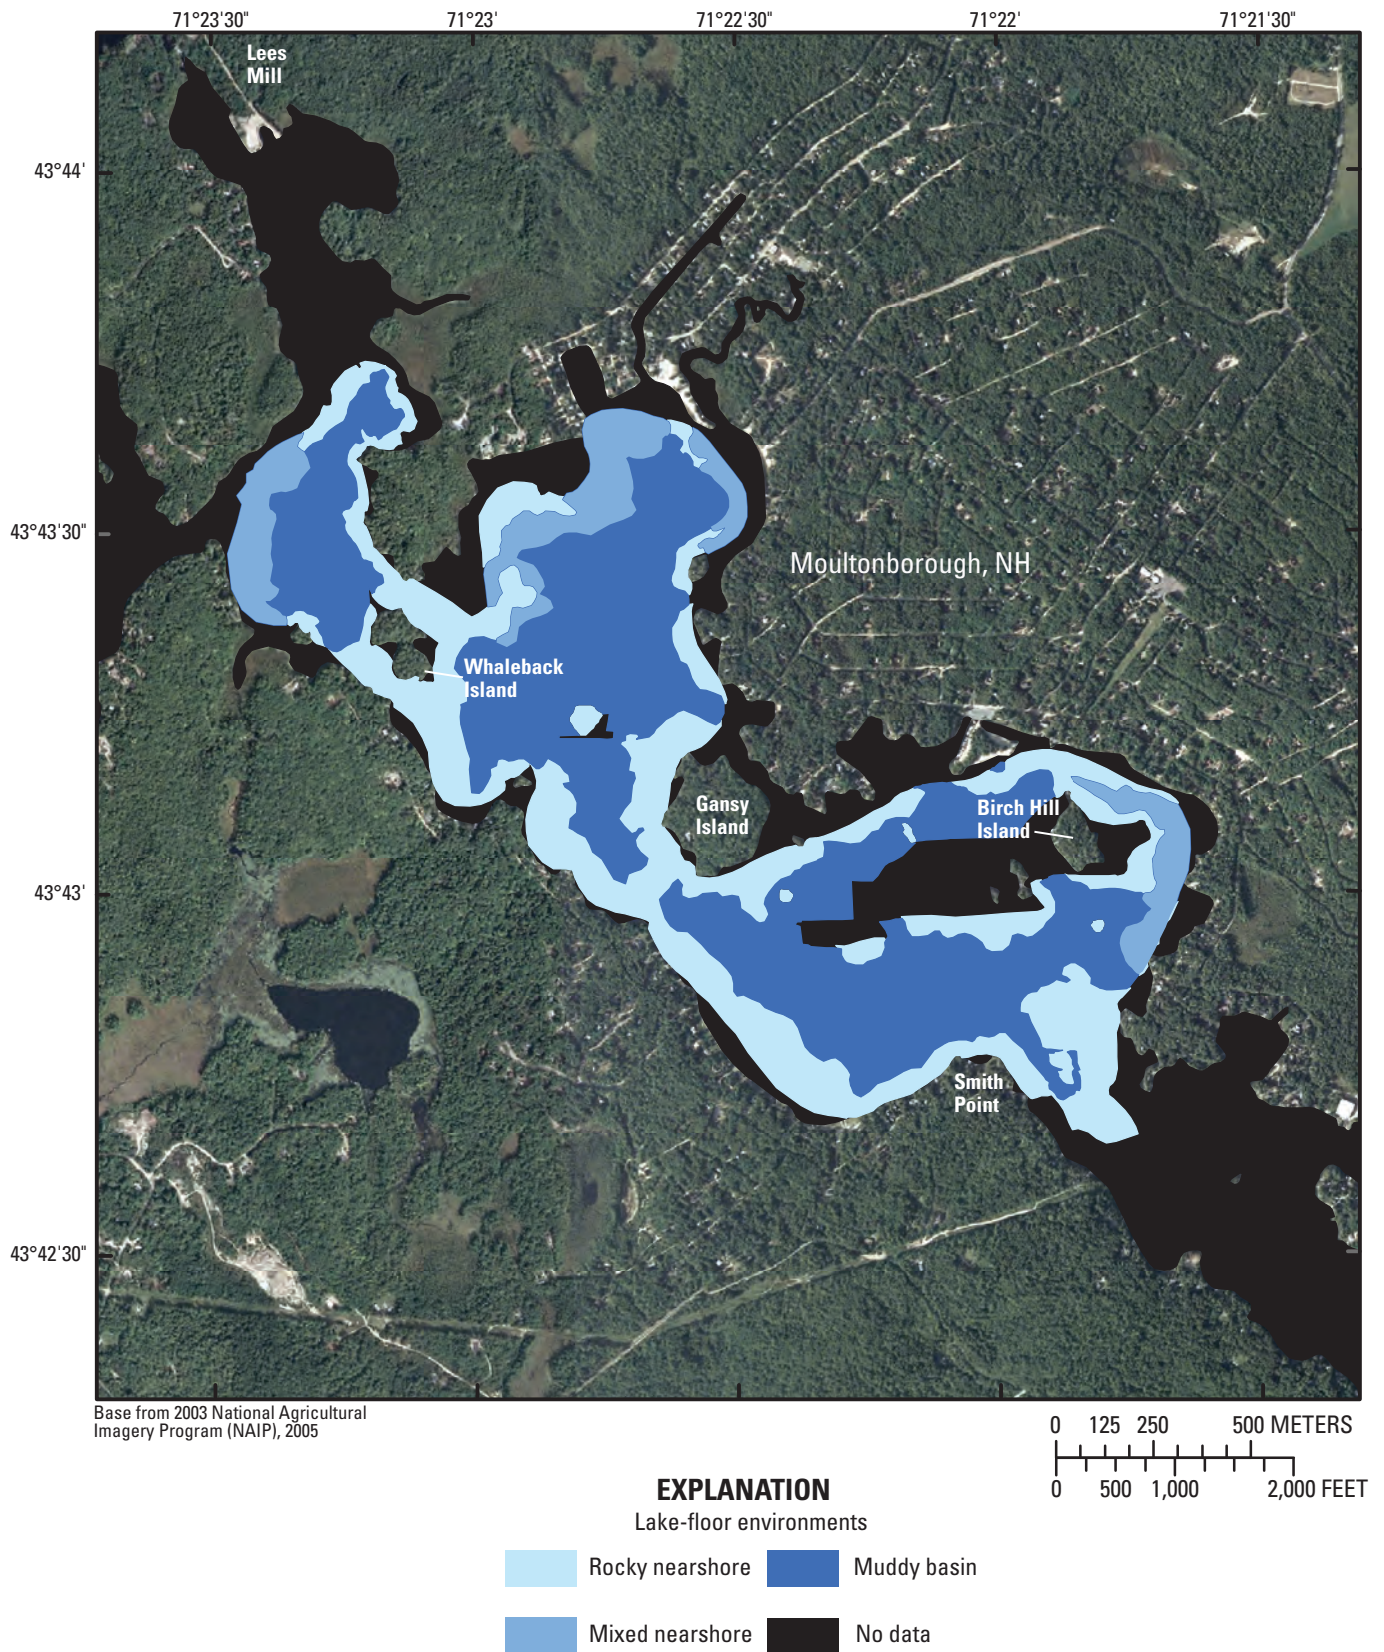 71°23'30"
71°23'
71°22'30"
71°22'
71°21'30"
Lees
Mill
43°44'
43°43'30"
Moultonborough, NH
Whaleback
Island
Gansy
Island
Birch Hill
Island
43°43'
Smith
Point
43°42'30"
Base from 2003 National Agricultural
Imagery Program (NAIP), 2005
0 125 250 500 METERS
0 500 1,000 2,000 FEET
EXPLANATION
Lake-floor environments
Rocky nearshore
Muddy basin
Mixed nearshore
No data